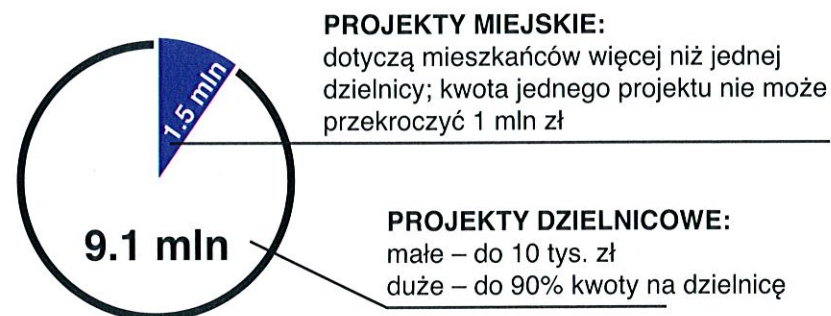 PROJEKTY MIEJSKIE:
dotyczą mieszkańców więcej niż jednej
dzielnicy; kwota jednego projektu nie może
przekroczyć 1 mln zł
1.5 mln
9.1 mln
PROJEKTY DZIELNICOWE:
małe – do 10 tys. zł
duże – do 90% kwoty na dzielnicę